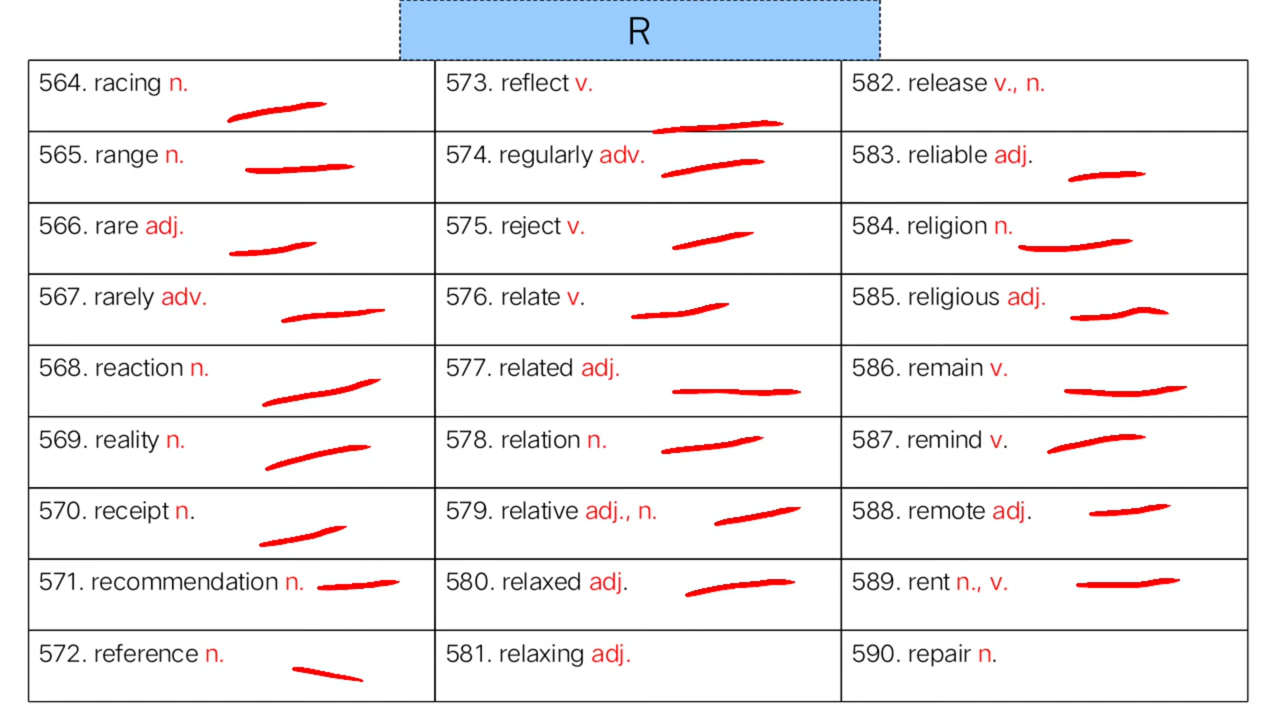 R
564. racing n.
565. range n.
566. rare adj.
567. rarely adv.
568. reaction n.
569. reality n.
570. receipt n.
571. recommendation n.
572. reference n.
573. reflect v.
574. regularly adv.
575. reject v.
576. relate v.
577. related adj.
578. relation n.
579. relative adj., n.
580. relaxed adj.
581. relaxing adj.
582. release v., n.
583. reliable adj.
584. religion n.
585. religious adj.
586. remain v.
587. remind v.
588. remote adj.
589. rent n., v.
590. repair n.